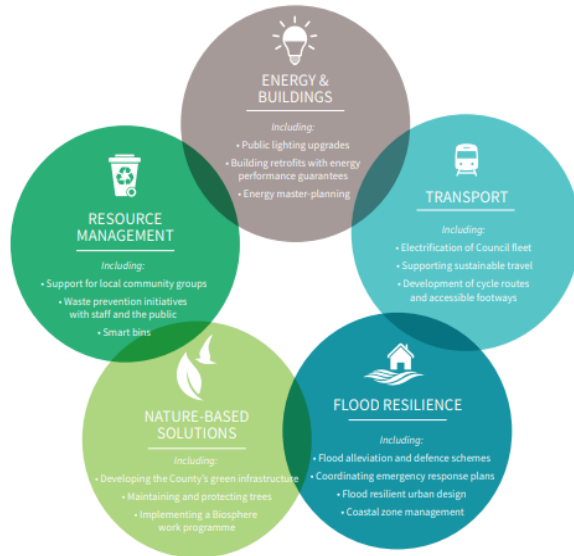 ENERGY &
BUILDINGS
Including:
• Public lighting upgrades
• Building retrofits with energy
performance guarantees
• Energy master-planning
TRANSPORT
Including:
• Electrification of Council fleet
• Supporting sustainable travel
• Development of cycle routes
and accessible footways
RESOURCE
MANAGEMENT
Including:
• Support for local community groups
• Waste prevention initiatives
with staff and the public
• Smart bins
FLOOD RESILIENCE
Including:
• Flood alleviation and defence schemes
• Coordinating emergency response plans
• Flood resilient urban design
• Coastal zone management
NATURE-BASED
SOLUTIONS
Including:
• Developing the County's green infrastructure
• Maintaining and protecting trees
• Implementing a Biosphere
work programme